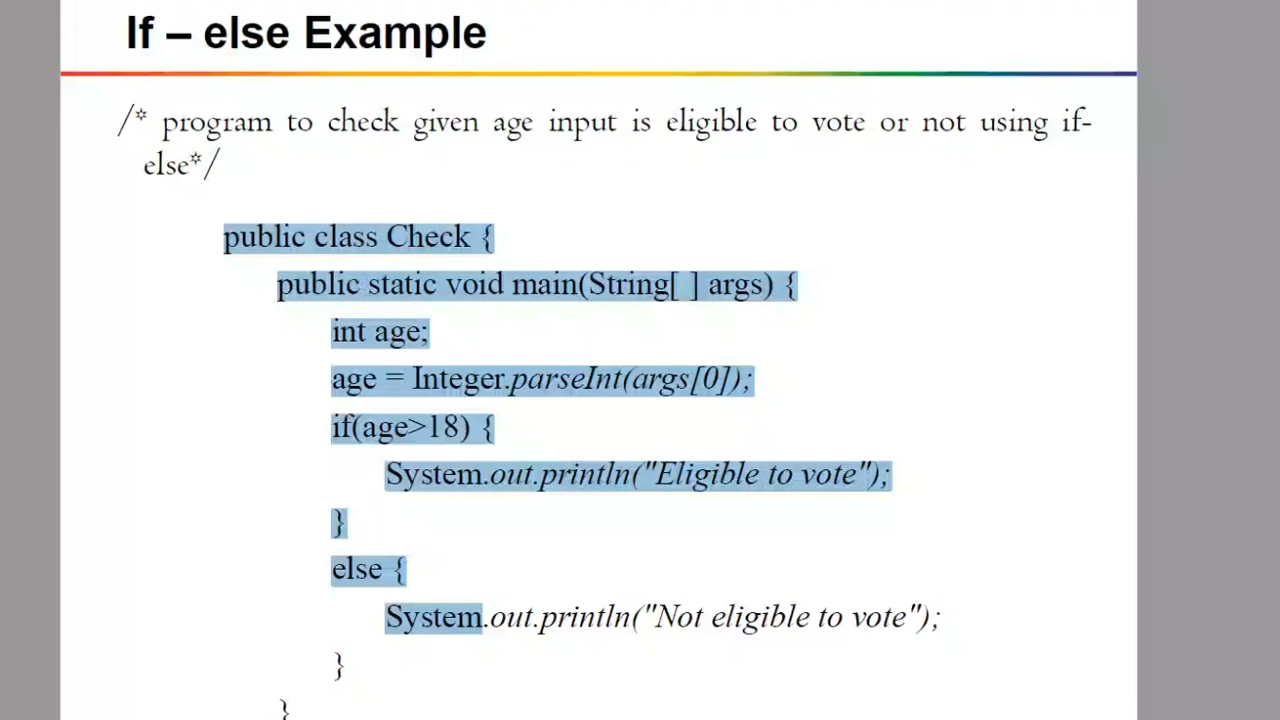 If – else Example
/* program to check given age input is eligible to vote or not using if-
else*/
public class Check {
public static void main(String[ ] args) {
int age;
age = Integer.parseInt(args[0]);
if(age>18) {
System.out.println("Eligible to vote");
}
else {
System.out.println("Not eligible to vote");
}
}